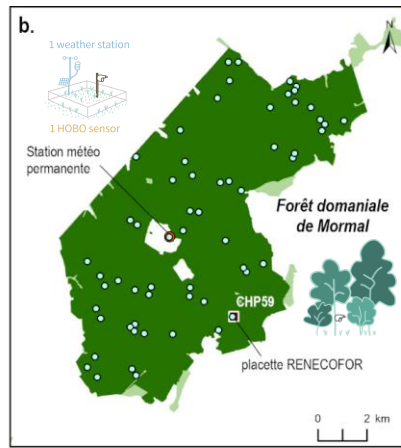 b.
1 weather station
1 HOBO sensor
Station météo
permanente
Forêt domaniale
de Mormal
CHP59
placette RENECOFOR
0 2 km